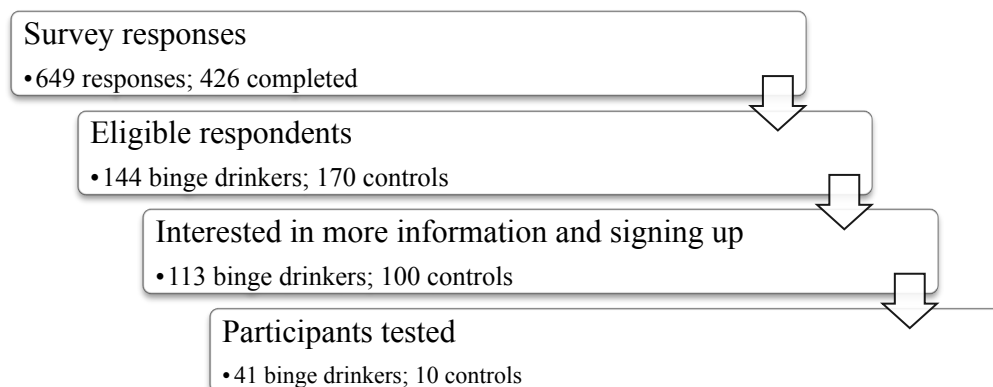 Survey responses
•649 responses; 426 completed
Eligible respondents
•144 binge drinkers; 170 controls
Interested in more information and signing up
•113 binge drinkers; 100 controls
Participants tested
•41 binge drinkers; 10 controls